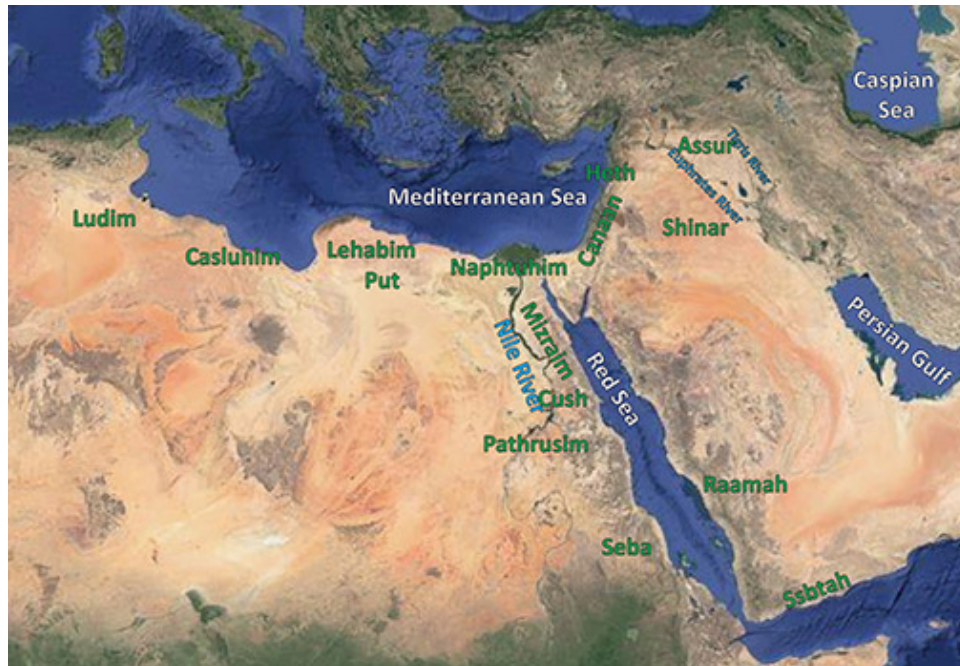 Caspian
Sea
Assur
Tigris River
Euphrates River
Heth
Mediterranean Sea
Canaan
Ludim
Shinar
Casluhim
Lehabim
Put
Naphtuhim
Mizraim
Nile River
Red Sea
Persian Gulf
Cush
Pathrusim
Raamah
Seba
Ssbtah